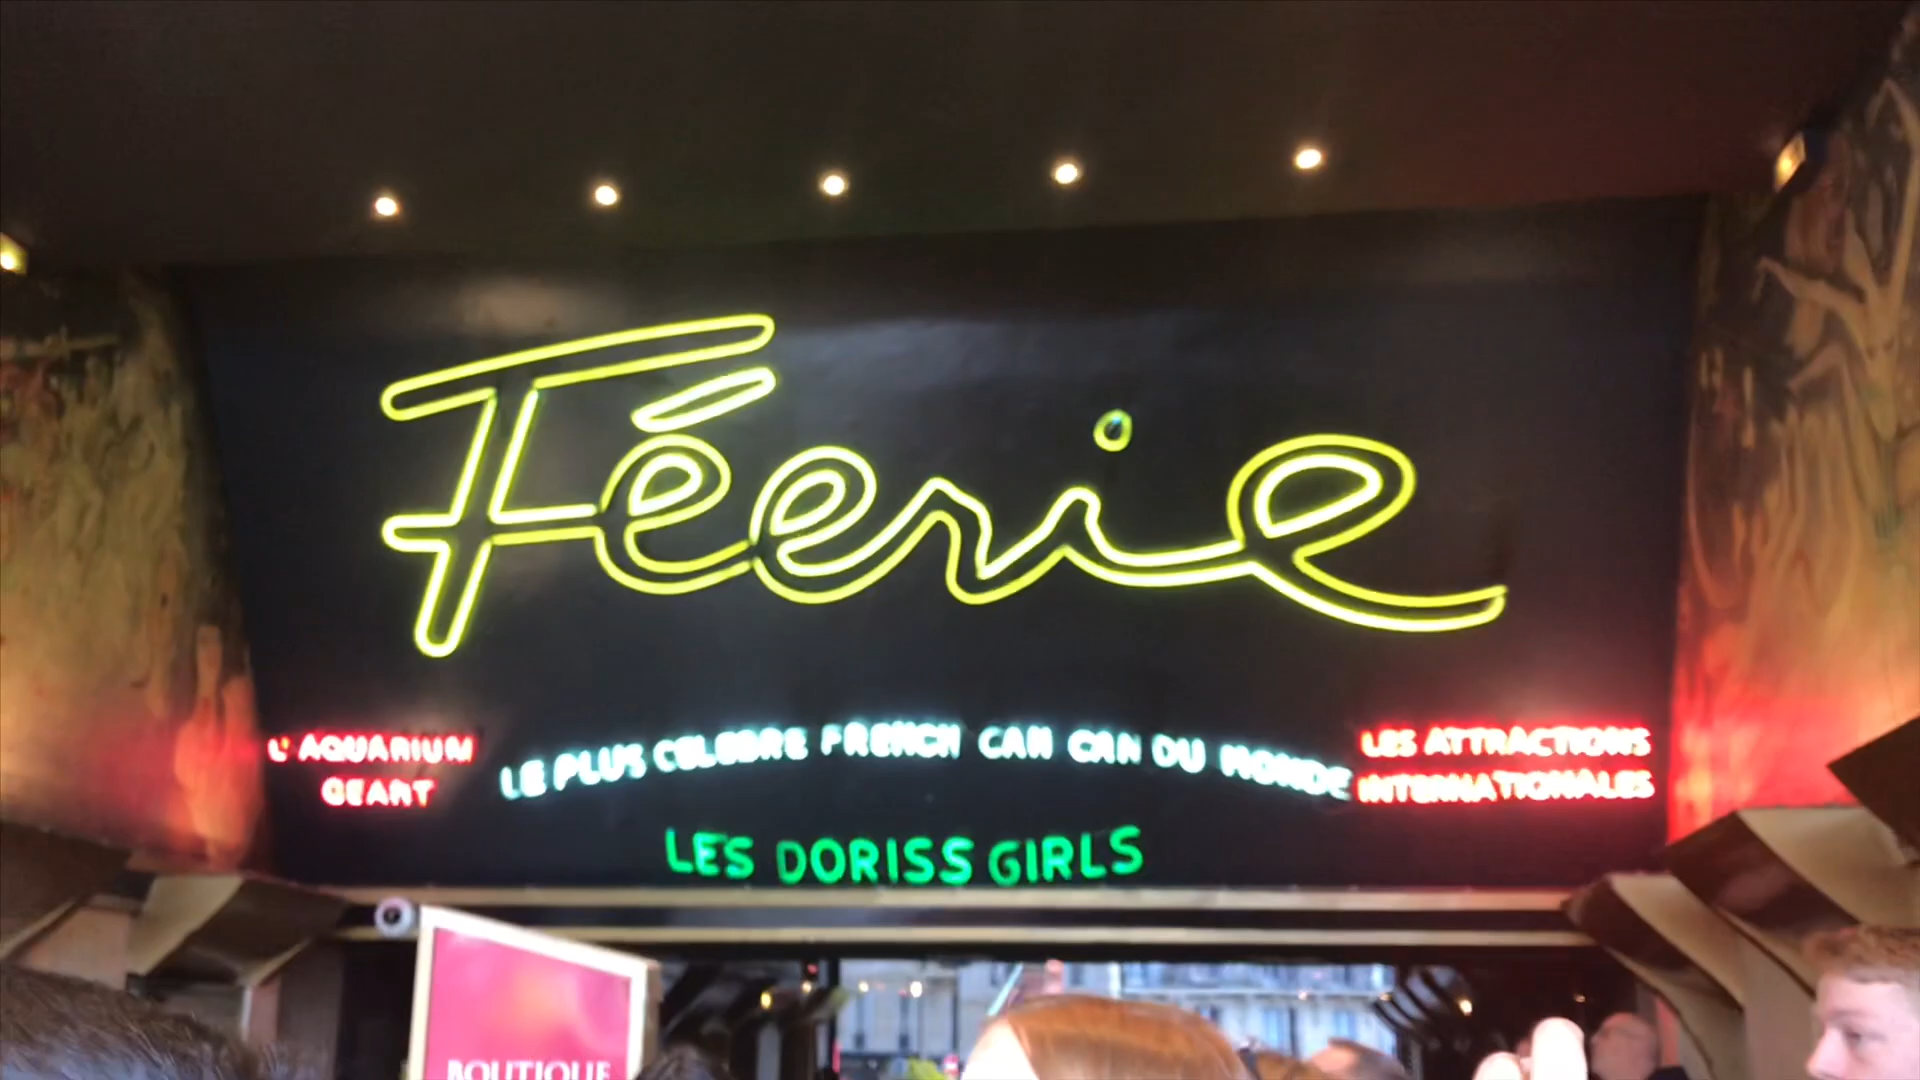 Féerie
L'AQUARIUM
GEANT
LE PLUS CELEBRE FRENCH CAN CAN DU MONDE
LES ATTRACTIONS
INTERNATIONALES
LES DORISS GIRLS
BOUTIQUE